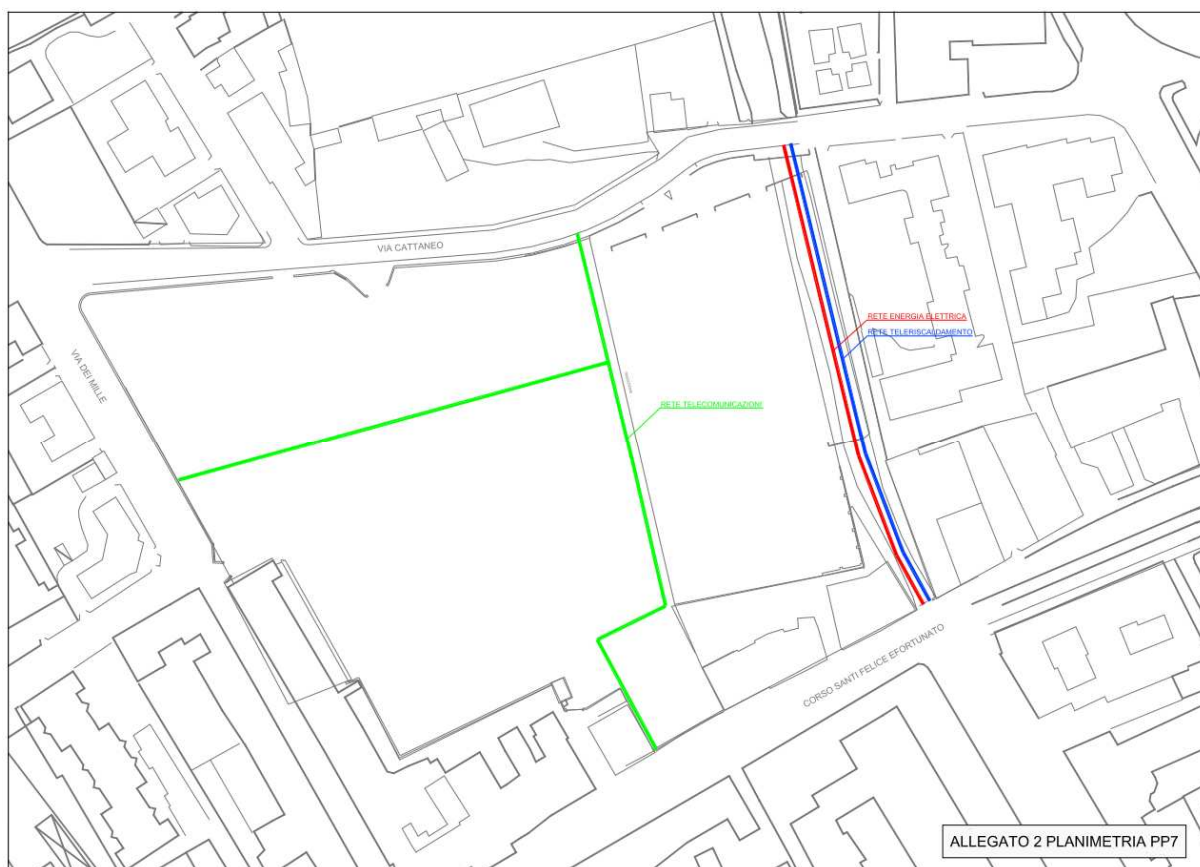 VIA CATTANEO
RETE ENERGIA ELETTRICA
RETE TELERISCALDAMENTO
VIA DEI MILLE
RETE TELECOMUNICAZIONI
CORSO SANTI FELICE EFORTUNATO
ALLEGATO 2 PLANIMETRIA PP7